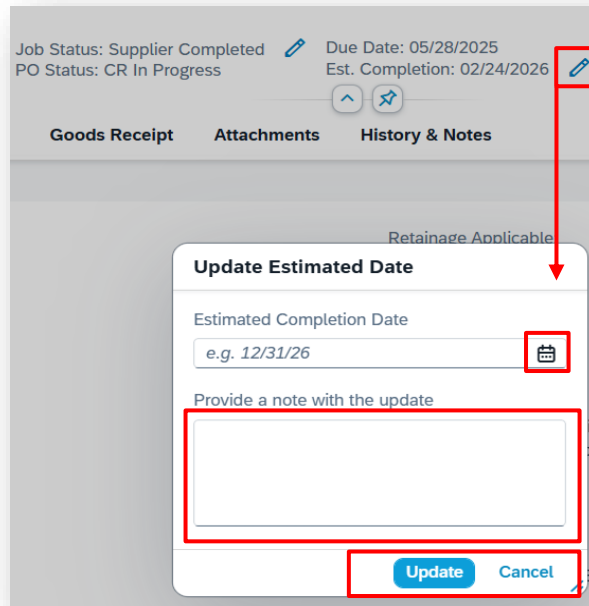 Job Status: Supplier Completed
Due Date: 05/28/2025
PO Status: CR In Progress
Est. Completion: 02/24/2026
Goods Receipt
Attachments
History & Notes
Retainage Applicable
Update Estimated Date
Estimated Completion Date
e.g. 12/31/26
Provide a note with the update
Update
Cancel